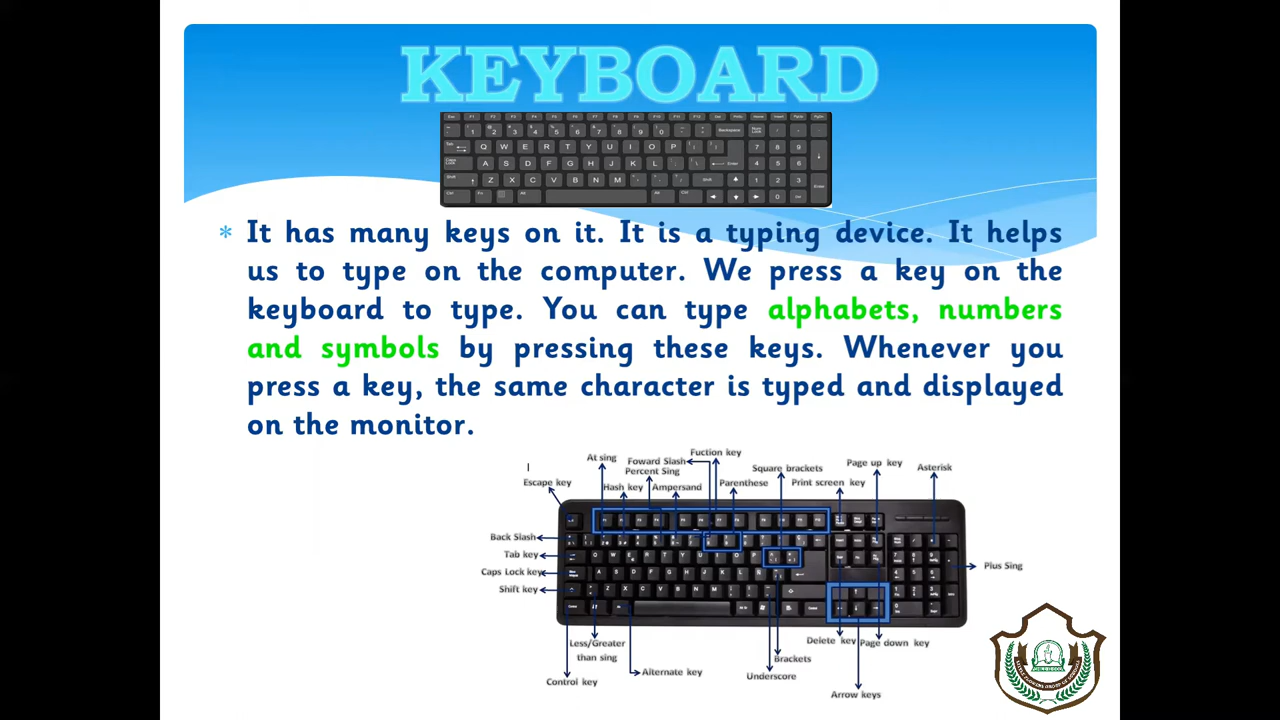 KEYBOARD
* It has many keys on it. It is a typing device. It helps
us to type on the computer. We press a key on the
keyboard to type. You can type alphabets, numbers
and symbols by pressing these keys. Whenever you
press a key, the same character is typed and displayed
on the monitor.
Escape key
At sing
Foward Slash
Percent Sing
Fuction key
Hash key
Ampersand
Parenthese
Square brackets
Print screen key
Page up key
Asterisk
Back Slash
Tab key
Caps Lock key
Shift key
Plus Sing
Less/Greater
than sing
Control key
Alternate key
Underscore
Brackets
Delete key
Page down key
Arrow keys